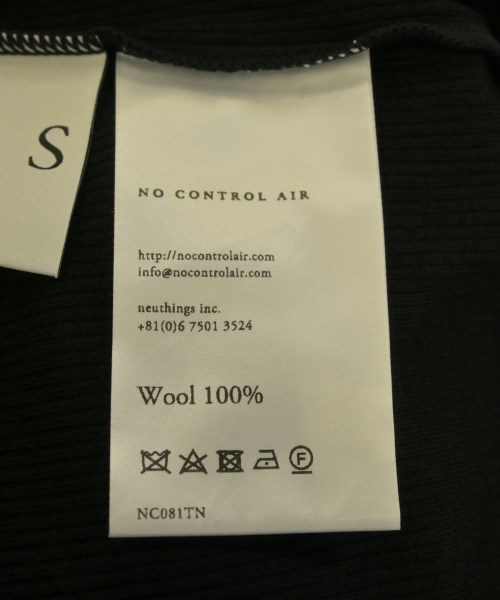 S
NO CONTROL AIR
http://nocontrolair.com
info@nocontrolair.com
neuthings inc.
+81(0)6 7501 3524
Wool 100%
F
NC081TN